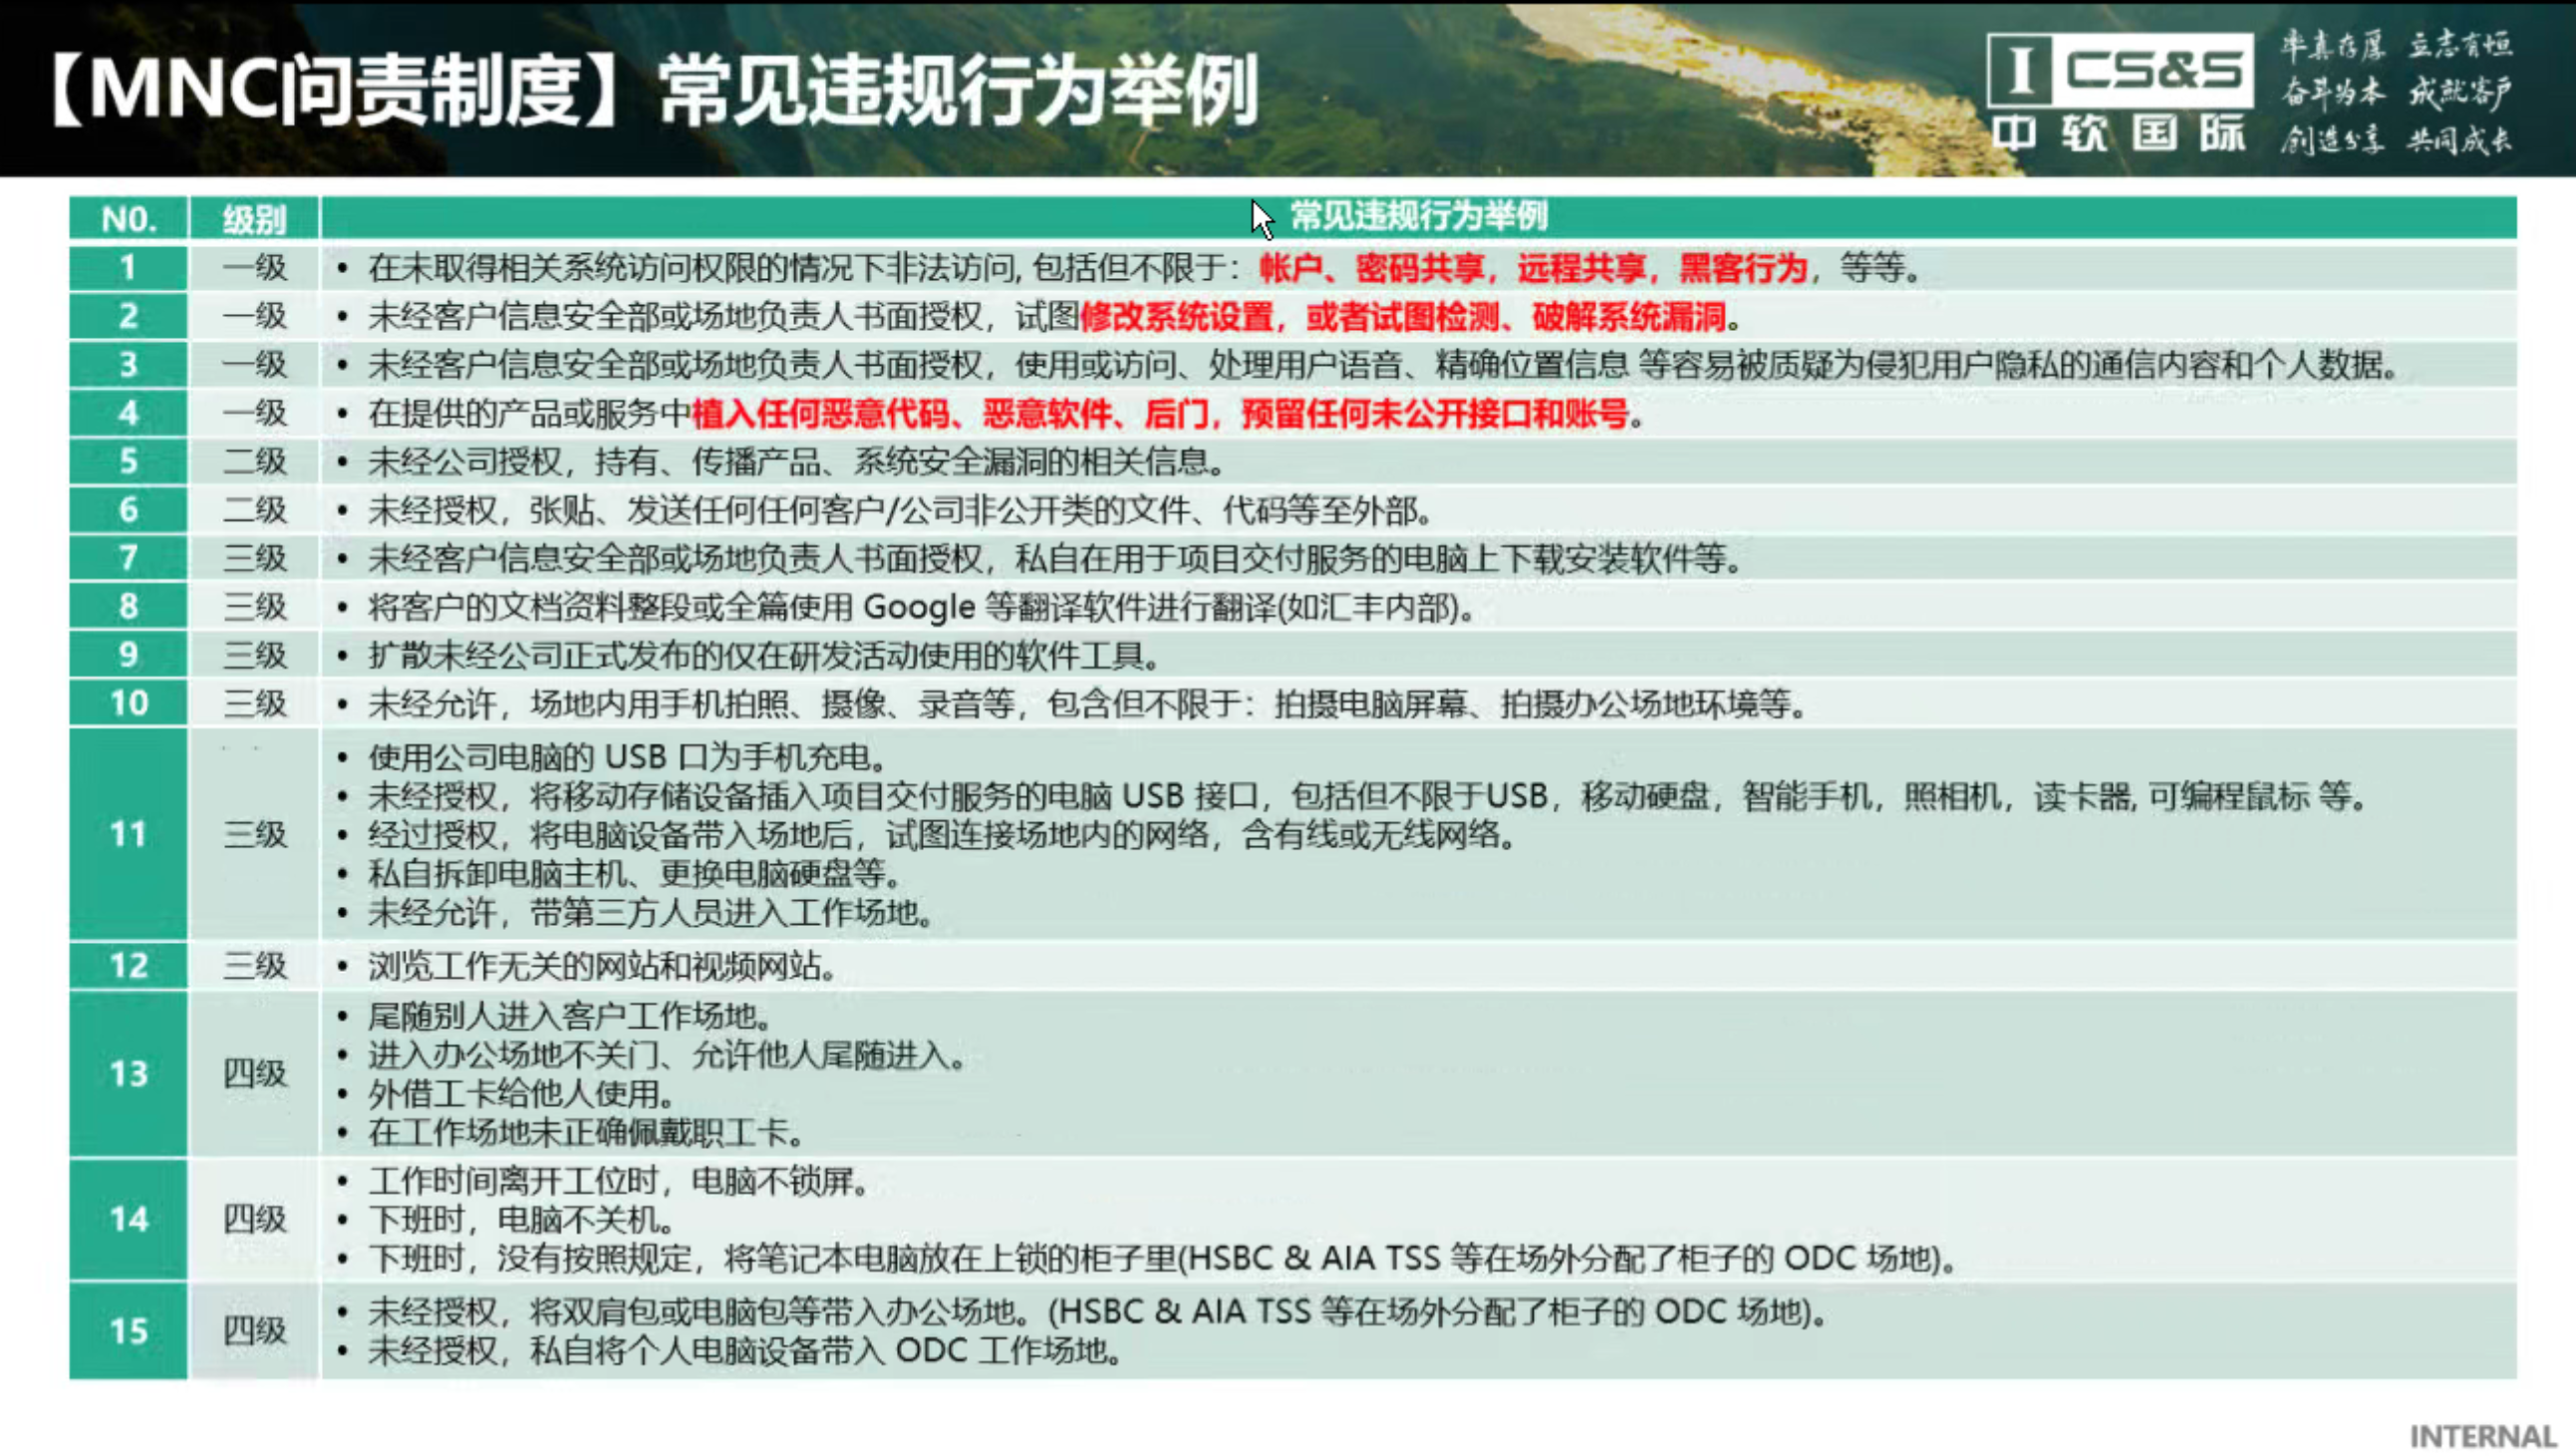 【MNC问责制度】常见违规行为举例
I CS&S
中软国际
率真存厚 立志有恒
奋斗为本 成就客户
创造分享 共同成长
NO. 级别 常见违规行为举例
1 一级 • 在未取得相关系统访问权限的情况下非法访问, 包括但不限于：帐户、密码共享，远程共享，黑客行为，等等。
2 一级 • 未经客户信息安全部或场地负责人书面授权，试图修改系统设置，或者试图检测、破解系统漏洞。
3 一级 • 未经客户信息安全部或场地负责人书面授权，使用或访问、处理用户语音、精确位置信息 等容易被质疑为侵犯用户隐私的通信内容和个人数据。
4 一级 • 在提供的产品或服务中植入任何恶意代码、恶意软件、后门，预留任何未公开接口和账号。
5 二级 • 未经公司授权，持有、传播产品、系统安全漏洞的相关信息。
6 二级 • 未经授权，张贴、发送任何任何客户/公司非公开类的文件、代码等至外部。
7 三级 • 未经客户信息安全部或场地负责人书面授权，私自在用于项目交付服务的电脑上下载安装软件等。
8 三级 • 将客户的文档资料整段或全篇使用 Google 等翻译软件进行翻译(如汇丰内部)。
9 三级 • 扩散未经公司正式发布的仅在研发活动使用的软件工具。
10 三级 • 未经允许，场地内用手机拍照、摄像、录音等，包含但不限于：拍摄电脑屏幕、拍摄办公场地环境等。
11 三级 • 使用公司电脑的 USB 口为手机充电。
• 未经授权，将移动存储设备插入项目交付服务的电脑 USB 接口，包括但不限于USB，移动硬盘，智能手机，照相机，读卡器, 可编程鼠标 等。
• 经过授权，将电脑设备带入场地后，试图连接场地内的网络，含有线或无线网络。
• 私自拆卸电脑主机、更换电脑硬盘等。
• 未经允许，带第三方人员进入工作场地。
12 三级 • 浏览工作无关的网站和视频网站。
13 四级 • 尾随别人进入客户工作场地。
• 进入办公场地不关门、允许他人尾随进入。
• 外借工卡给他人使用。
• 在工作场地未正确佩戴职工卡。
14 四级 • 工作时间离开工位时，电脑不锁屏。
• 下班时，电脑不关机。
• 下班时，没有按照规定，将笔记本电脑放在上锁的柜子里(HSBC & AIA TSS 等在场外分配了柜子的 ODC 场地)。
15 四级 • 未经授权，将双肩包或电脑包等带入办公场地。(HSBC & AIA TSS 等在场外分配了柜子的 ODC 场地)。
• 未经授权，私自将个人电脑设备带入 ODC 工作场地。
INTERNAL